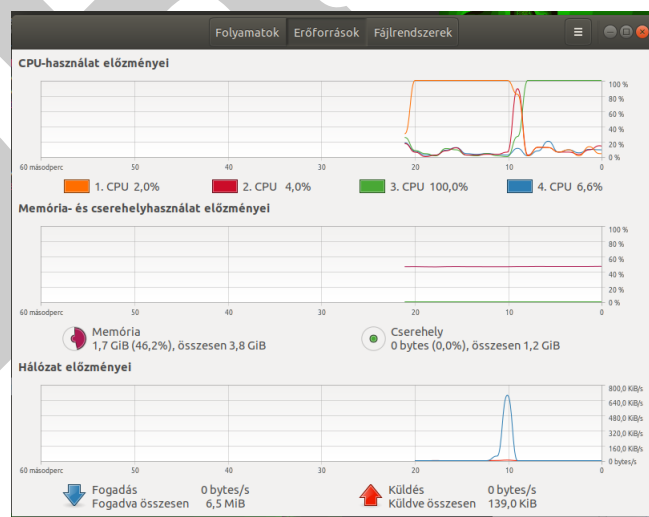 Folyamatok Erőforrások Fájlrendszerek
CPU-használat előzményei
100 %
80 %
60 %
40 %
20 %
0 %
60 másodperc 50 40 30 20 10 0
1. CPU 2,0% 2. CPU 4,0% 3. CPU 100,0% 4. CPU 6,6%
Memória- és cserehelyhasználat előzményei
100 %
80 %
60 %
40 %
20 %
0 %
60 másodperc 50 40 30 20 10 0
Memória Cserehely
1,7 GiB (46,2%), összesen 3,8 GiB 0 bytes (0,0%), összesen 1,2 GiB
Hálózat előzményei
800,0 KiB/s
640,0 KiB/s
480,0 KiB/s
320,0 KiB/s
160,0 KiB/s
0 bytes/s
60 másodperc 50 40 30 20 10 0
Fogadás 0 bytes/s Küldés 0 bytes/s
Fogadva összesen 6,5 MiB Küldve összesen 139,0 KiB